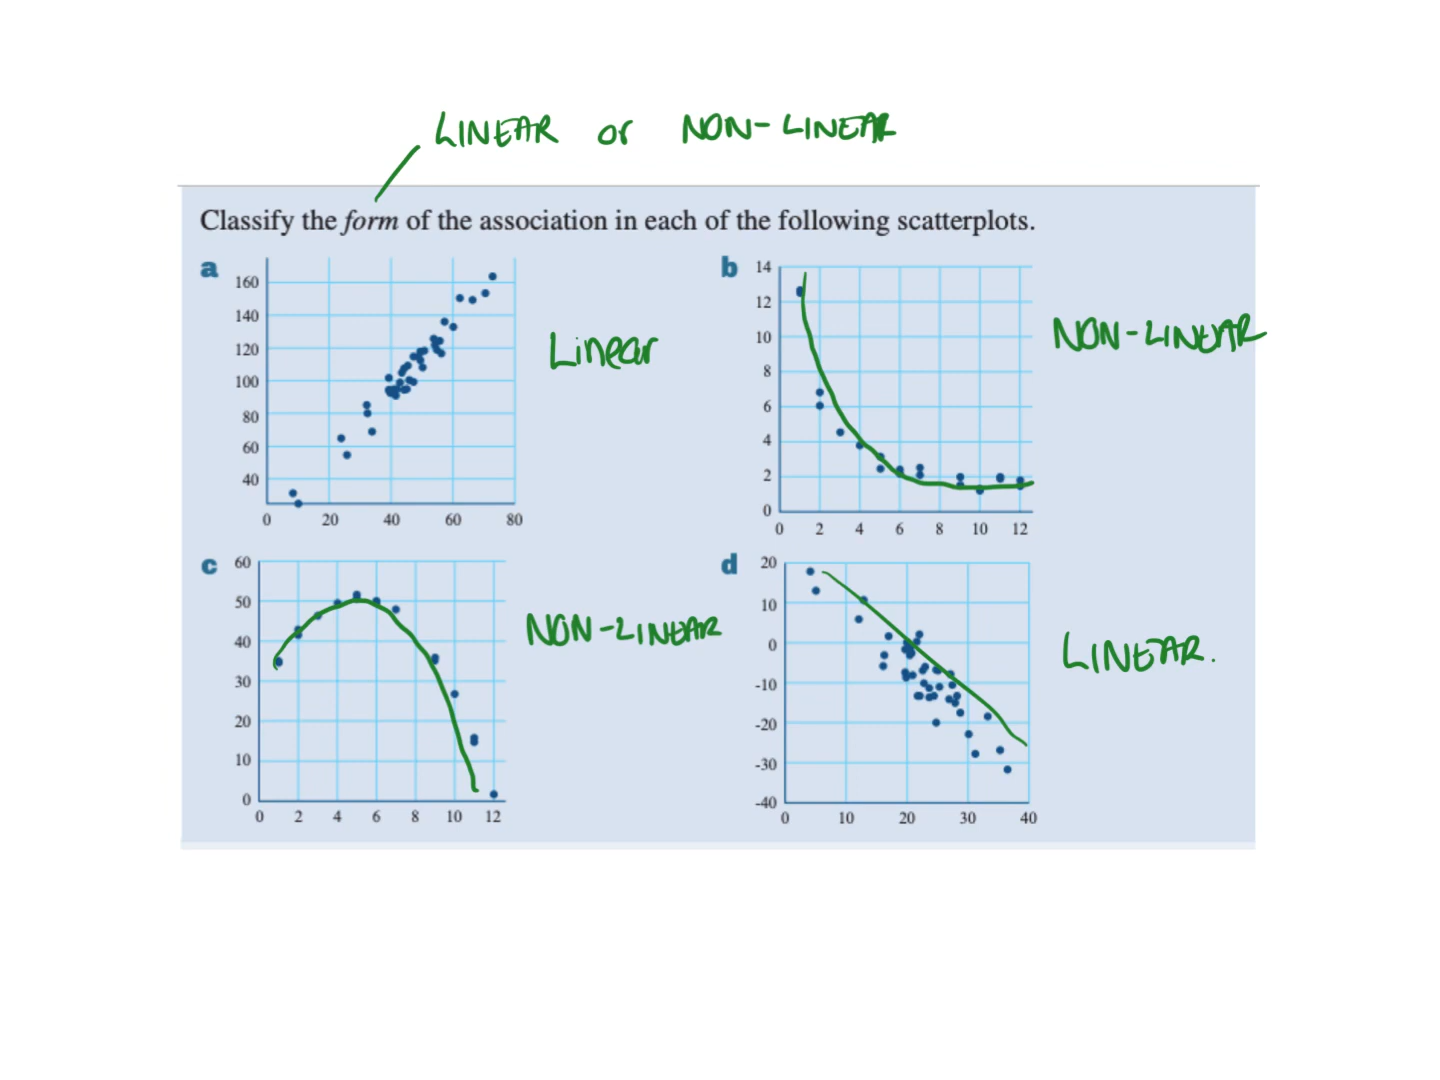 LINEAR or NON-LINEAR
Classify the form of the association in each of the following scatterplots.
a
160
140
120
100
80
60
40
0 20 40 60 80
Linear
b
14
12
10
8
6
4
2
0
0 2 4 6 8 10 12
NON-LINEAR
c
60
50
40
30
20
10
0
0 2 4 6 8 10 12
NON-LINEAR
d
20
10
0
-10
-20
-30
-40
0 10 20 30 40
LINEAR.